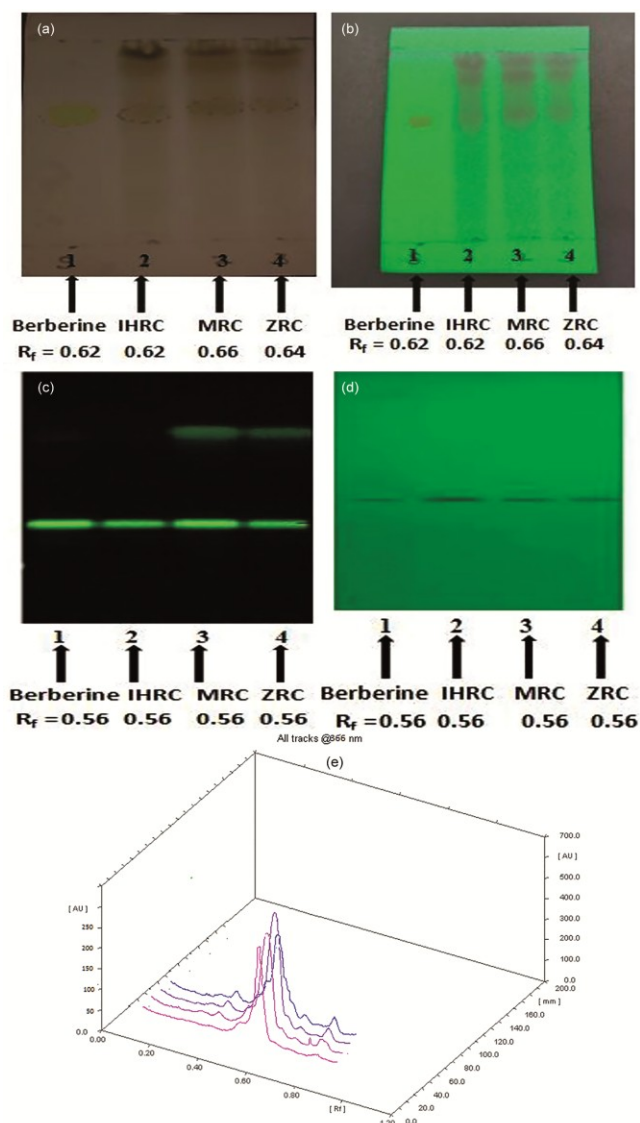 (a)
1 2 3 4
Berberine IHRC MRC ZRC
Rf = 0.62 0.62 0.66 0.64
(b)
1 2 3 4
Berberine IHRC MRC ZRC
Rf = 0.62 0.62 0.66 0.64
(c)
1 2 3 4
Berberine IHRC MRC ZRC
Rf = 0.56 0.56 0.56 0.56
(d)
1 2 3 4
Berberine IHRC MRC ZRC
Rf = 0.56 0.56 0.56 0.56
All tracks @866 nm
(e)
700.0
[ AU ]
600.0
500.0
400.0
300.0
200.0
100.0
0.0
[ AU ]
250
200
150
100
50
0.0
0.00 0.20 0.40 0.60 0.80 1.20
[ Rf ]
200.0
[ mm ]
160.0
140.0
120.0
100.0
80.0
60.0
40.0
20.0
0.0